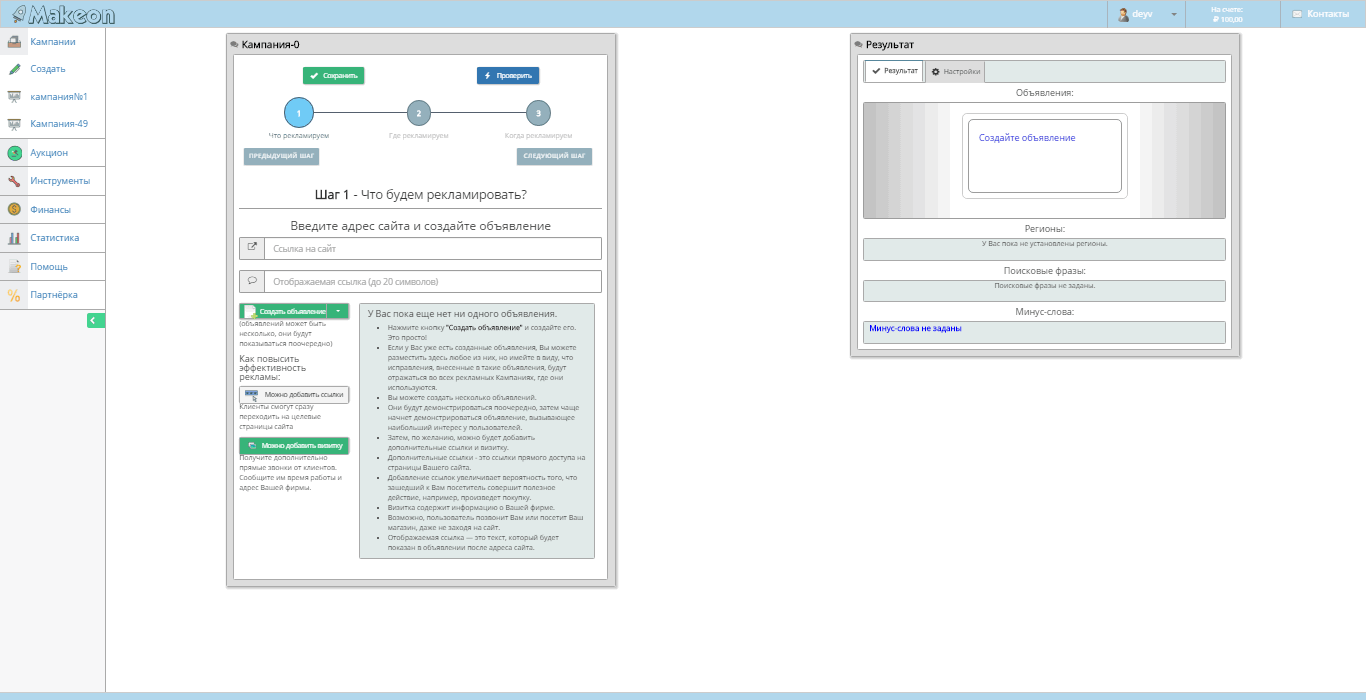 Makeon
deyv
На счете:
₽ 100,00
Контакты
Кампании
Создать
кампания№1
Кампания-49
Аукцион
Инструменты
Финансы
Статистика
Помощь
Партнёрка
Кампания-0
Сохранить
Проверить
1
2
3
Что рекламируем
Где рекламируем
Когда рекламируем
ПРЕДЫДУЩИЙ ШАГ
СЛЕДУЮЩИЙ ШАГ
Шаг 1 - Что будем рекламировать?
Введите адрес сайта и создайте объявление
Ссылка на сайт
Отображаемая ссылка (до 20 символов)
Создать объявление
(объявлений может быть
несколько, они будут
показываться поочередно)
Как повысить
эффективность
рекламы:
Можно добавить ссылки
Клиенты смогут сразу
переходить на целевые
страницы сайта
Можно добавить визитку
Получите дополнительно
прямые звонки от клиентов.
Сообщите им время работы и
адрес Вашей фирмы.
У Вас пока еще нет ни одного объявления.
Нажмите кнопку "Создать объявление" и создайте его.
Это просто!
Если у Вас уже есть созданные объявления, Вы можете
разместить здесь любое из них, но имейте в виду, что
исправления, внесенные в такие объявления, будут
отражаться во всех рекламных Кампаниях, где они
используются.
Вы можете создать несколько объявлений.
Они будут демонстрироваться поочередно, затем чаще
начнет демонстрироваться объявление, вызывающее
наибольший интерес у пользователей.
Затем, по желанию, можно будет добавить
дополнительные ссылки и визитку.
Дополнительные ссылки - это ссылки прямого доступа на
страницы Вашего сайта.
Добавление ссылок увеличивает вероятность того, что
зашедший к Вам посетитель совершит полезное
действие, например, произведет покупку.
Визитка содержит информацию о Вашей фирме.
Возможно, пользователь позвонит Вам или посетит Ваш
магазин, даже не заходя на сайт.
Отображаемая ссылка — это текст, который будет
показан в объявлении после адреса сайта.
Результат
Результат
Настройки
Объявления:
Создайте объявление
Регионы:
У Вас пока не установлены регионы.
Поисковые фразы:
Поисковые фразы не заданы.
Минус-слова:
Минус-слова не заданы